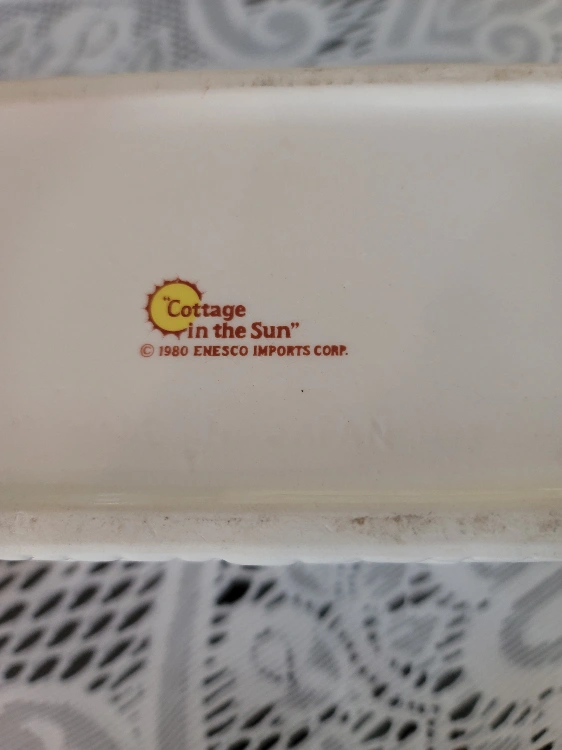 "Cottage
in the Sun"
© 1980 ENESCO IMPORTS CORP.